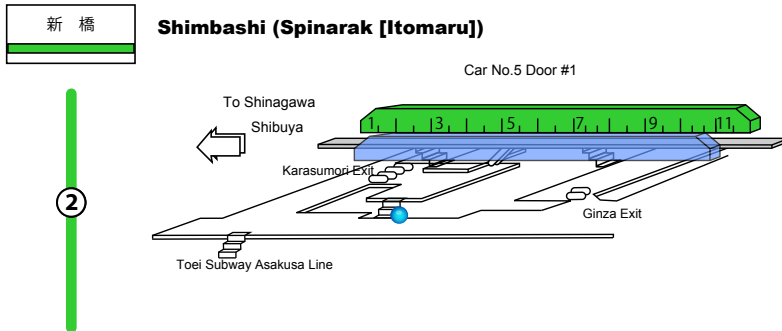 新 橋
Shimbashi (Spinarak [Itomaru])
Car No.5 Door #1
To Shinagawa
Shibuya
1 3 5 7 9 11
Karasumori Exit
2
Ginza Exit
Toei Subway Asakusa Line